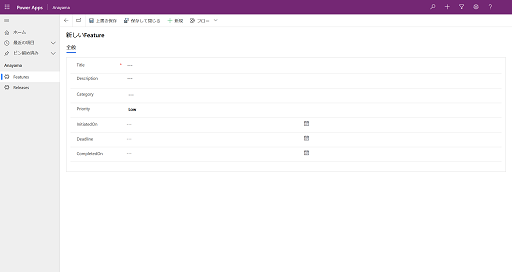 Power Apps
Anayama
上書き保存 保存して閉じる 新規 フロー
ホーム
最近の項目
ピン留め済み
Anayama
Features
Releases
新しいFeature
全般
Title * ---
Description ---
Category ---
Priority Low
InitiatedOn ---
Deadline ---
CompletedOn ---